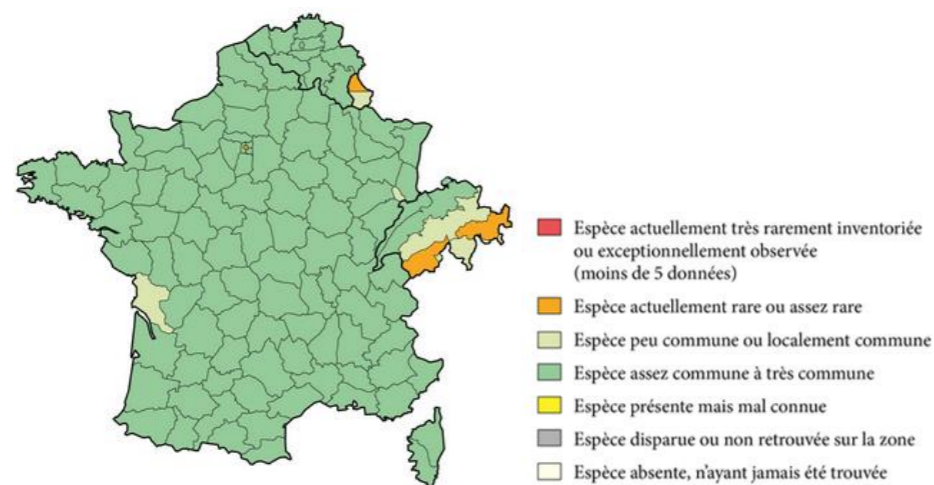 Espèce actuellement très rarement inventoriée
ou exceptionnellement observée
(moins de 5 données)
Espèce actuellement rare ou assez rare
Espèce peu commune ou localement commune
Espèce assez commune à très commune
Espèce présente mais mal connue
Espèce disparue ou non retrouvée sur la zone
Espèce absente, n'ayant jamais été trouvée